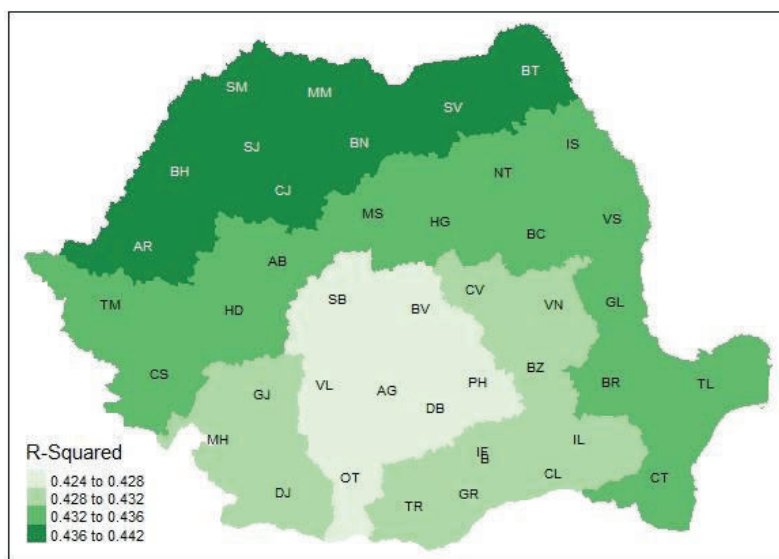 BT
SM
MM
SV
BN
IS
SJ
BH
NT
CJ
MS
HG
VS
BC
AR
AB
CV
SB
VN
TM
HD
BV
GL
CS
BZ
PH
BR
TL
GJ
VL
AG
DB
MH
IL
IF
B
OT
CL
CT
DJ
GR
TR
R-Squared
0.424 to 0.428
0.428 to 0.432
0.432 to 0.436
0.436 to 0.442